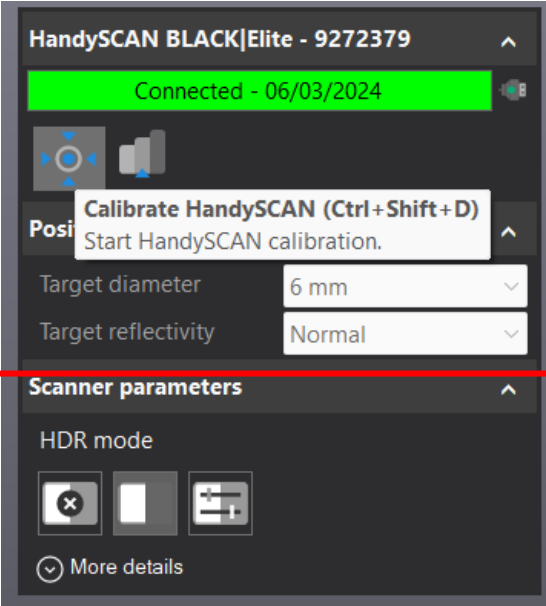 HandySCAN BLACK|Elite - 9272379
Connected - 06/03/2024
Calibrate HandySCAN (Ctrl+Shift+D)
Start HandySCAN calibration.
Posi
Target diameter
6 mm
Target reflectivity
Normal
Scanner parameters
HDR mode
More details